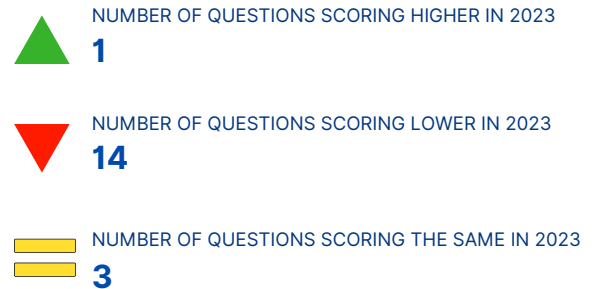 NUMBER OF QUESTIONS SCORING HIGHER IN 2023
1
NUMBER OF QUESTIONS SCORING LOWER IN 2023
14
NUMBER OF QUESTIONS SCORING THE SAME IN 2023
3